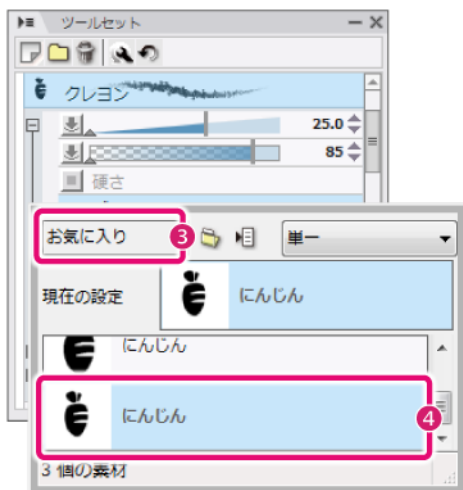 ツールセット
クレヨン
25.0
85
硬さ
お気に入り 3 単一
現在の設定 にんじん
にんじん
にんじん 4
3 個の素材